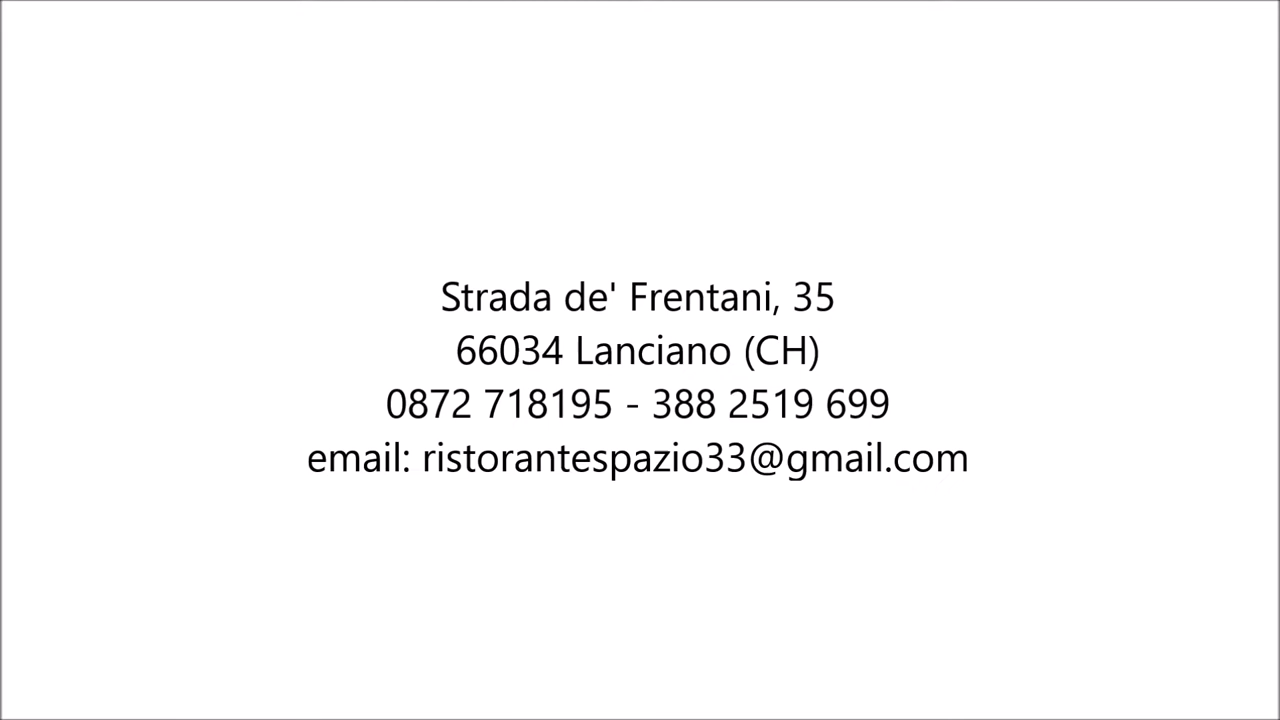 Strada de' Frentani, 35
66034 Lanciano (CH)
0872 718195 - 388 2519 699
email: ristorantespazio33@gmail.com